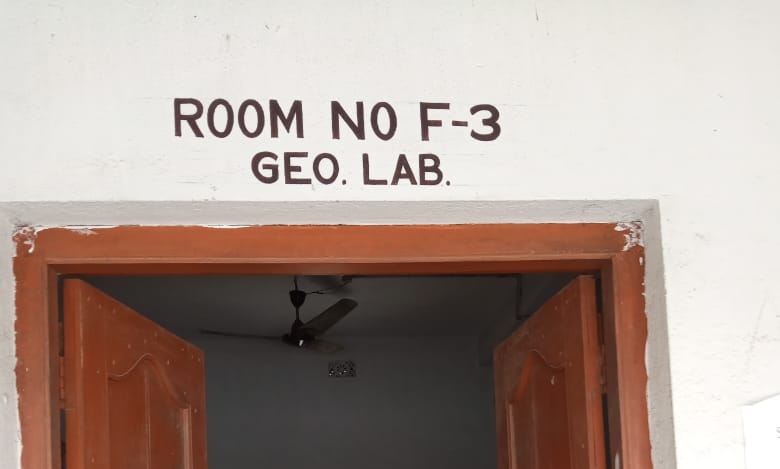 ROOM NO F-3
GEO. LAB.